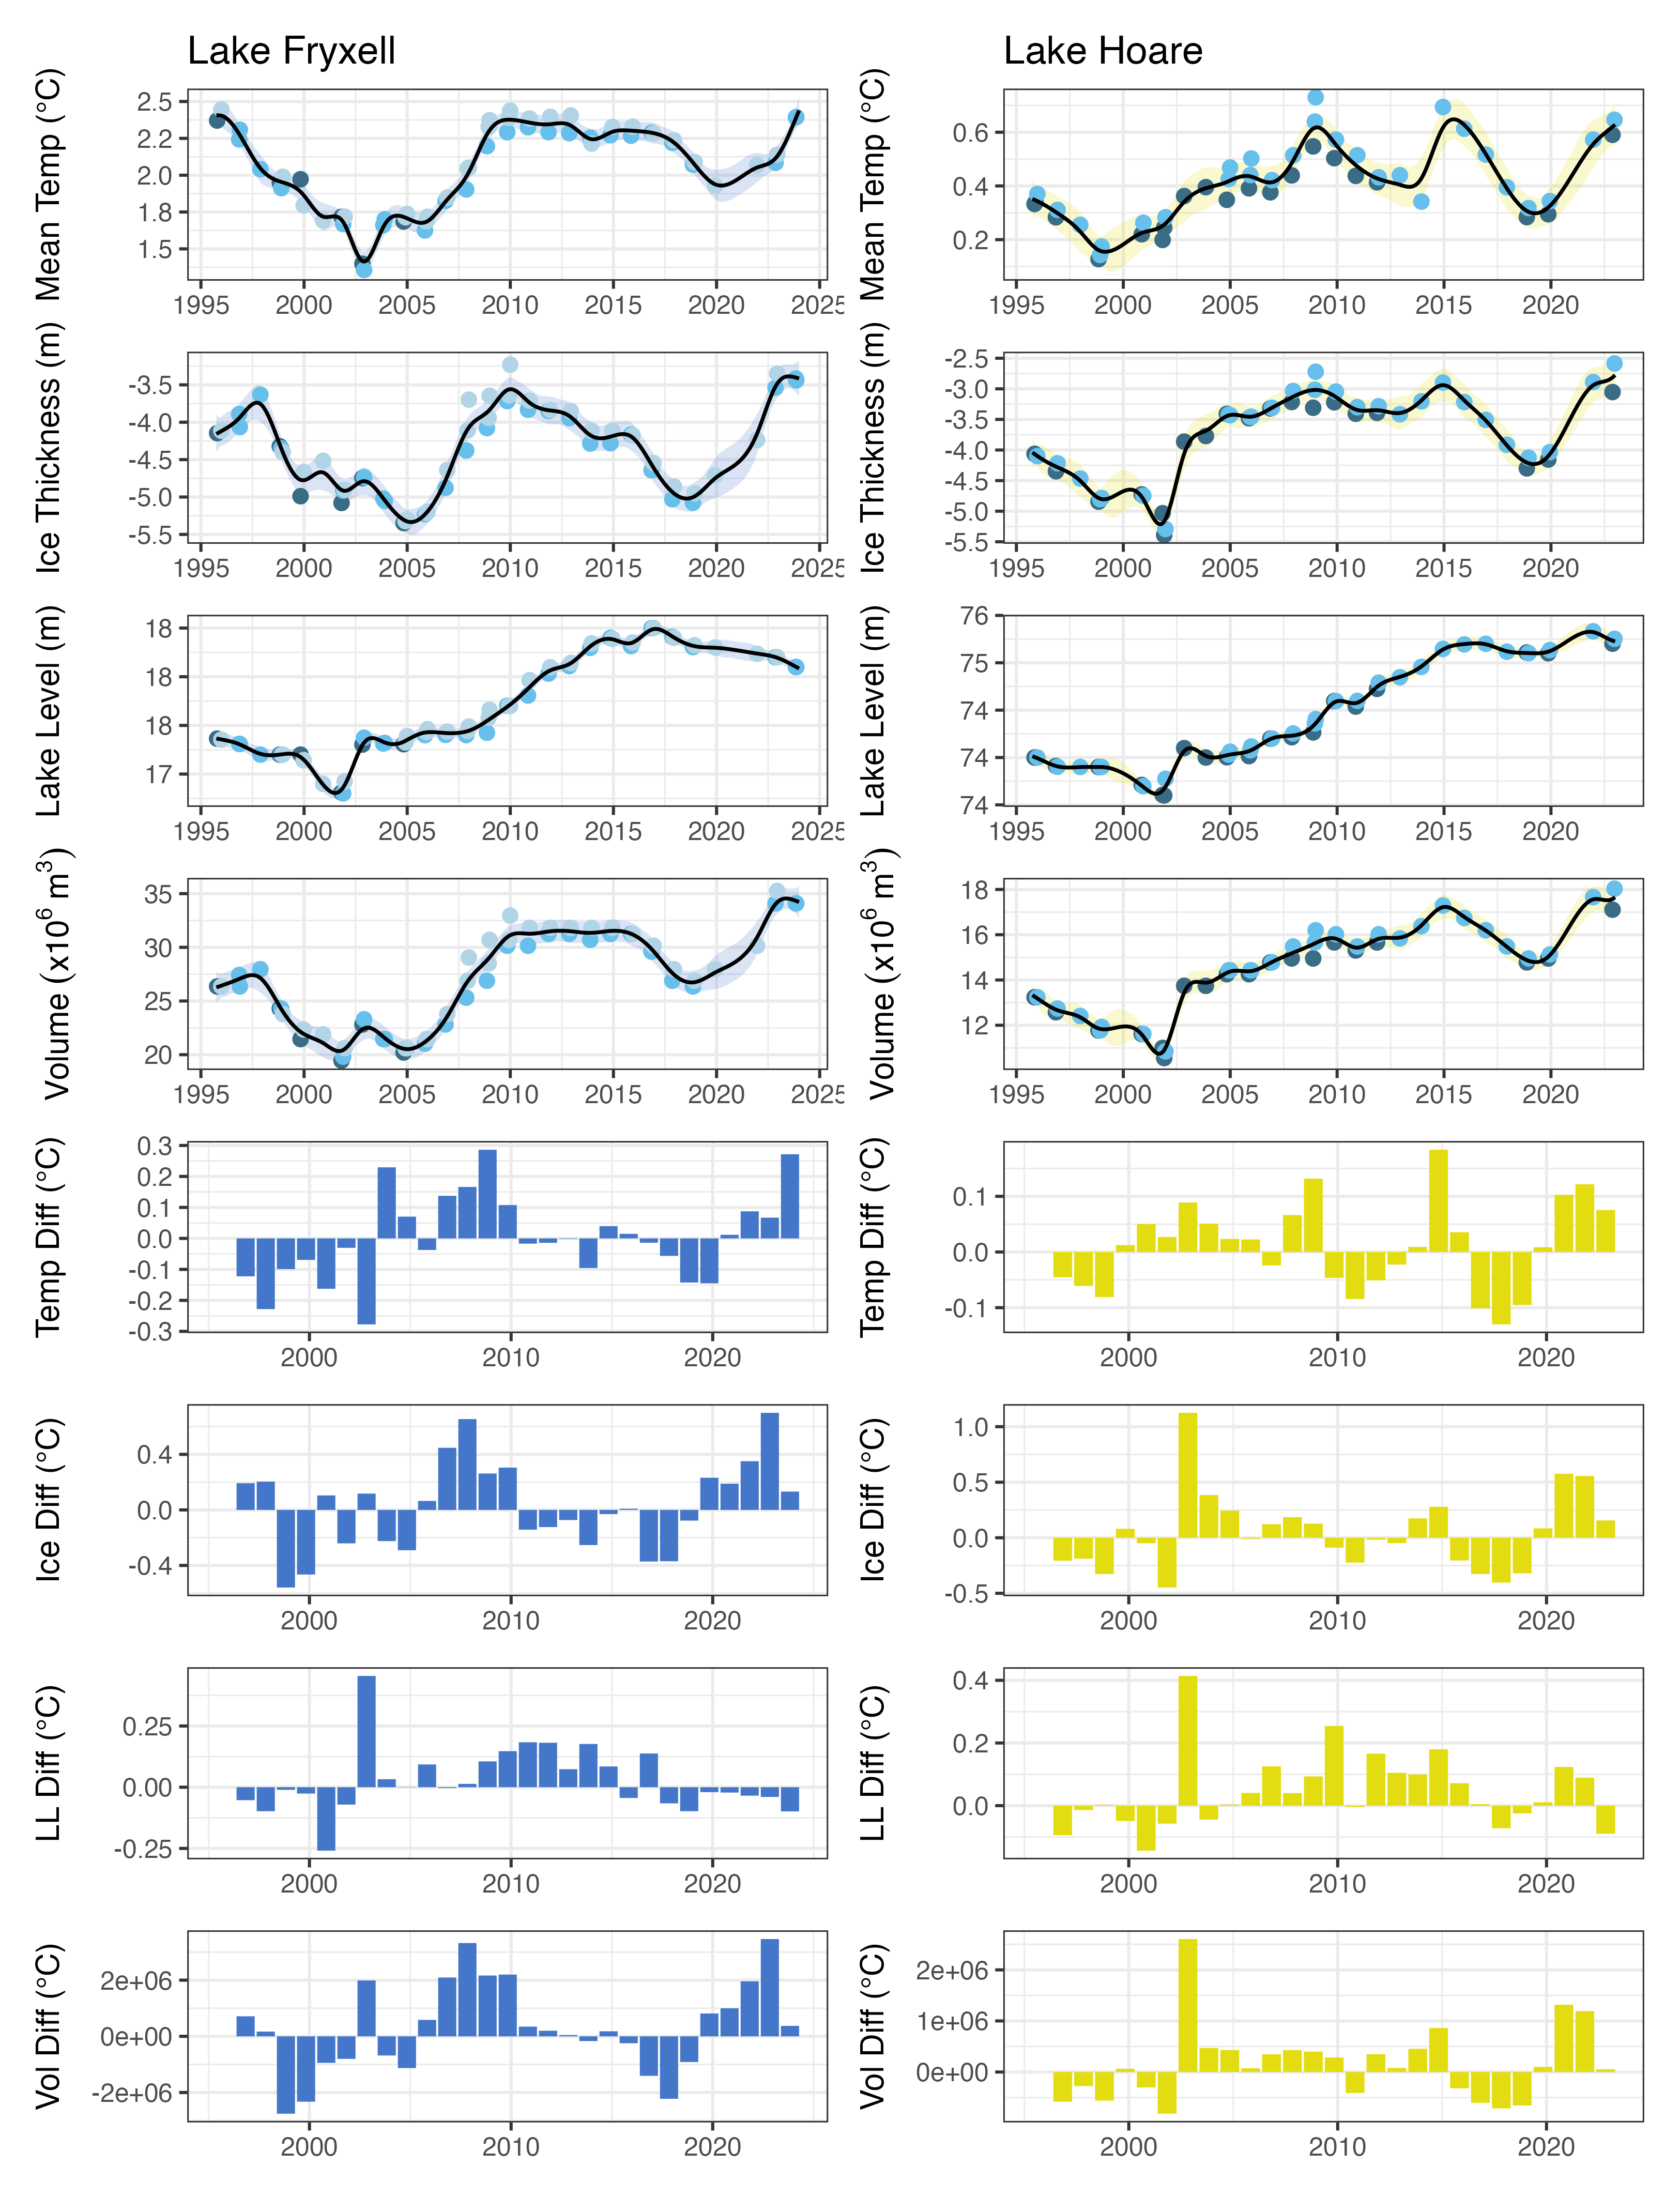 Lake Fryxell
Lake Hoare
Mean Temp (°C)
2.5
2.2
2.0
1.8
1.5
1995 2000 2005 2010 2015 2020 2025
Mean Temp (°C)
0.6
0.4
0.2
1995 2000 2005 2010 2015 2020
Ice Thickness (m)
-3.5
-4.0
-4.5
-5.0
-5.5
1995 2000 2005 2010 2015 2020 2025
Ice Thickness (m)
-2.5
-3.0
-3.5
-4.0
-4.5
-5.0
-5.5
1995 2000 2005 2010 2015 2020
Lake Level (m)
18
18
18
17
1995 2000 2005 2010 2015 2020 2025
Lake Level (m)
76
75
74
74
74
1995 2000 2005 2010 2015 2020
Volume (x10⁶ m³)
35
30
25
20
1995 2000 2005 2010 2015 2020 2025
Volume (x10⁶ m³)
18
16
14
12
1995 2000 2005 2010 2015 2020
Temp Diff (°C)
0.3
0.2
0.1
0.0
-0.1
-0.2
-0.3
2000 2010 2020
Temp Diff (°C)
0.1
0.0
-0.1
2000 2010 2020
Ice Diff (°C)
0.4
0.0
-0.4
2000 2010 2020
Ice Diff (°C)
1.0
0.5
0.0
-0.5
2000 2010 2020
LL Diff (°C)
0.25
0.00
-0.25
2000 2010 2020
LL Diff (°C)
0.4
0.2
0.0
2000 2010 2020
Vol Diff (°C)
2e+06
0e+00
-2e+06
2000 2010 2020
Vol Diff (°C)
2e+06
1e+06
0e+00
2000 2010 2020